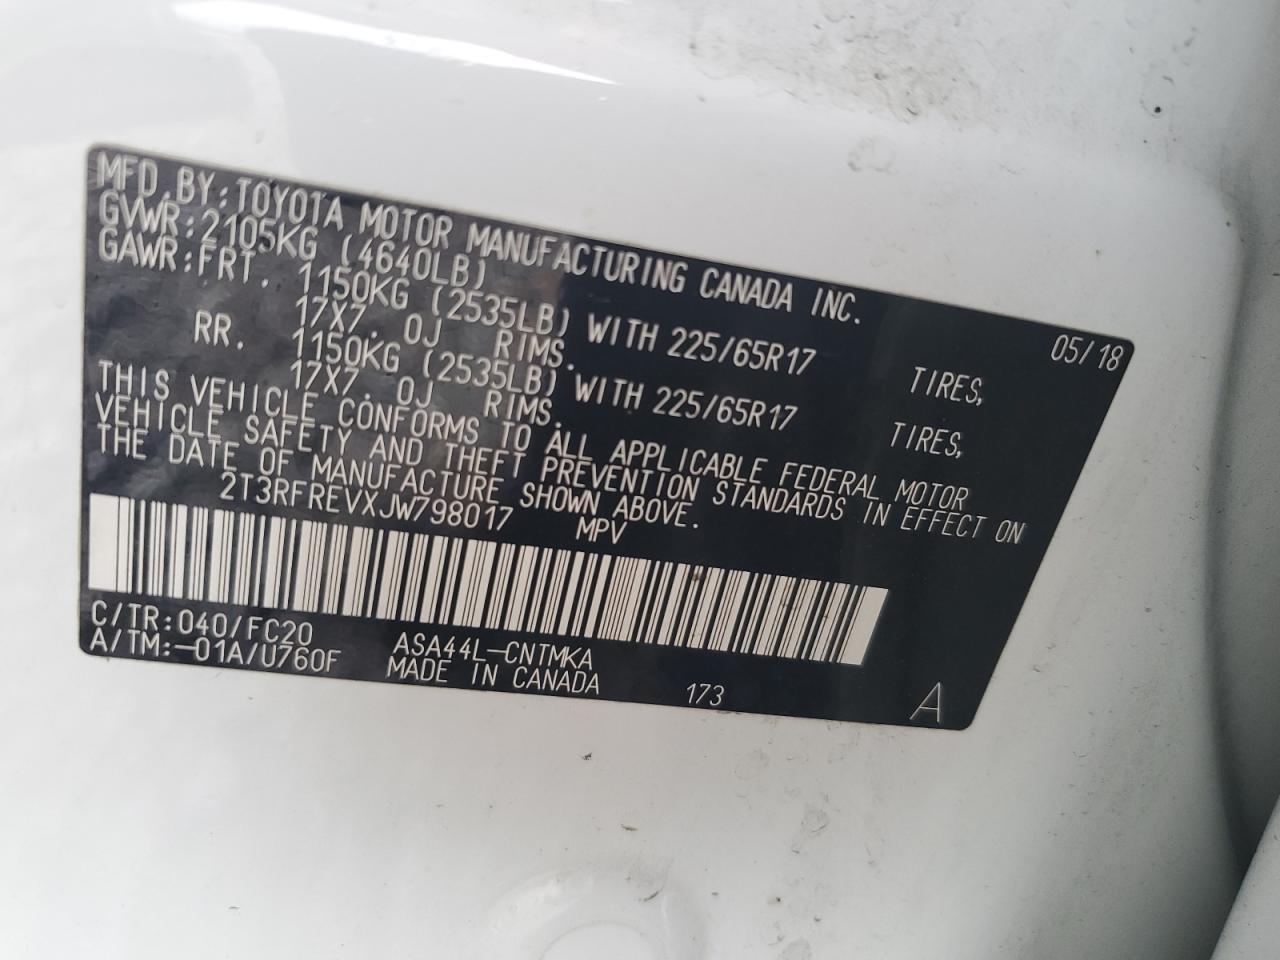 MFD.BY:TOYOTA MOTOR MANUFACTURING CANADA INC.
GVWR:2105KG (4640LB) 05/18
GAWR:FRT. 1150KG (2535LB) WITH 225/65R17 TIRES,
17X7.0J RIMS.
RR. 1150KG (2535LB) WITH 225/65R17 TIRES,
17X7.0J RIMS.
THIS VEHICLE CONFORMS TO ALL APPLICABLE FEDERAL MOTOR
VEHICLE SAFETY AND THEFT PREVENTION STANDARDS IN EFFECT ON
THE DATE OF MANUFACTURE SHOWN ABOVE.
2T3RFREVXJW798017 MPV
C/TR:040/FC20 ASA44L-CNTMKA
A/TM:-01A/U760F MADE IN CANADA 173 A